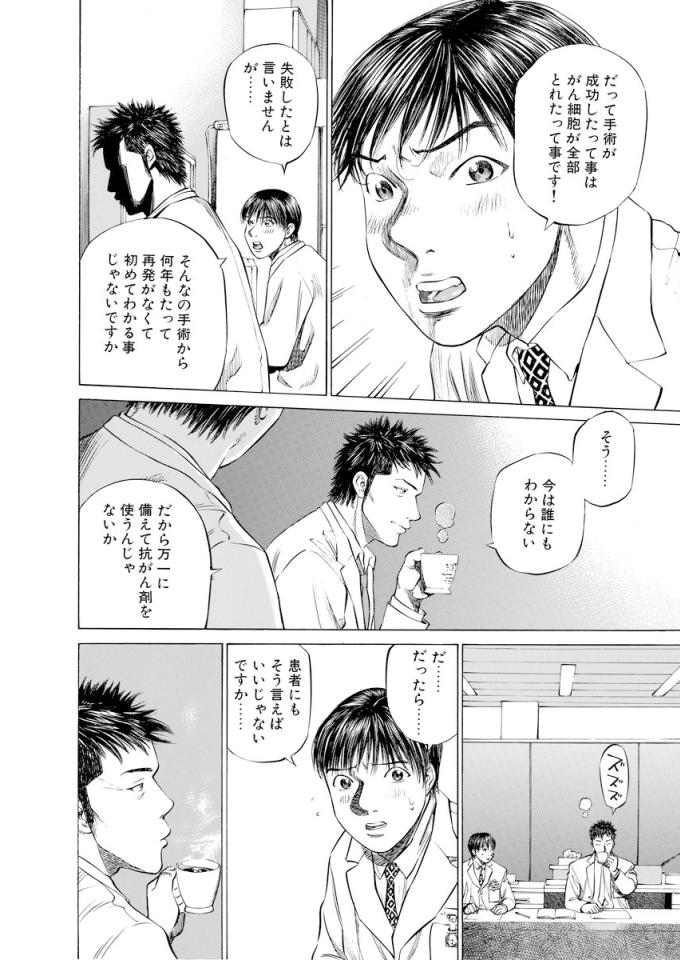 だって手術が
成功したって事は
がん細胞が全部
とれたって事です!
失敗したとは
言いません
が……
そんなの手術から
何年もたって
再発がなくて
初めてわかる事
じゃないですか
そう……
今は誰にも
わからない
だから万一に
備えて抗がん剤を
使うんじゃ
ないか
ズズズ
だ……
だったら…
患者にも
そう言えば
いいじゃない
ですか……